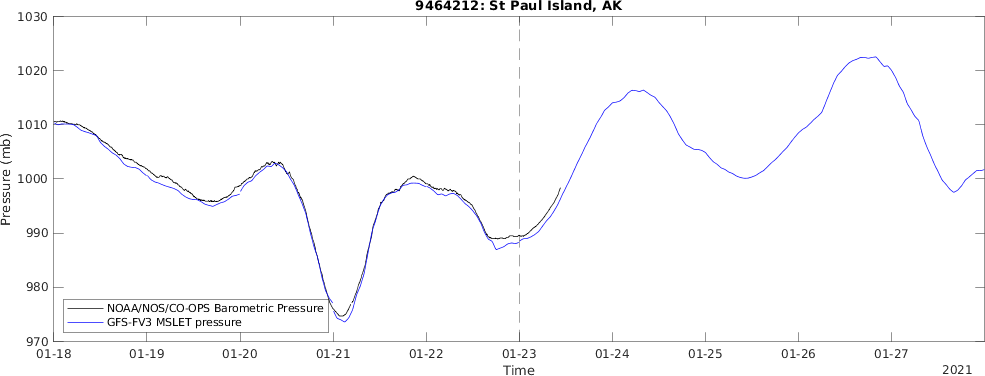 9464212: St Paul Island, AK
Pressure (mb)
1030
1020
1010
1000
990
980
970
NOAA/NOS/CO-OPS Barometric Pressure
GFS-FV3 MSLET pressure
01-18 01-19 01-20 01-21 01-22 01-23 01-24 01-25 01-26 01-27
Time
2021